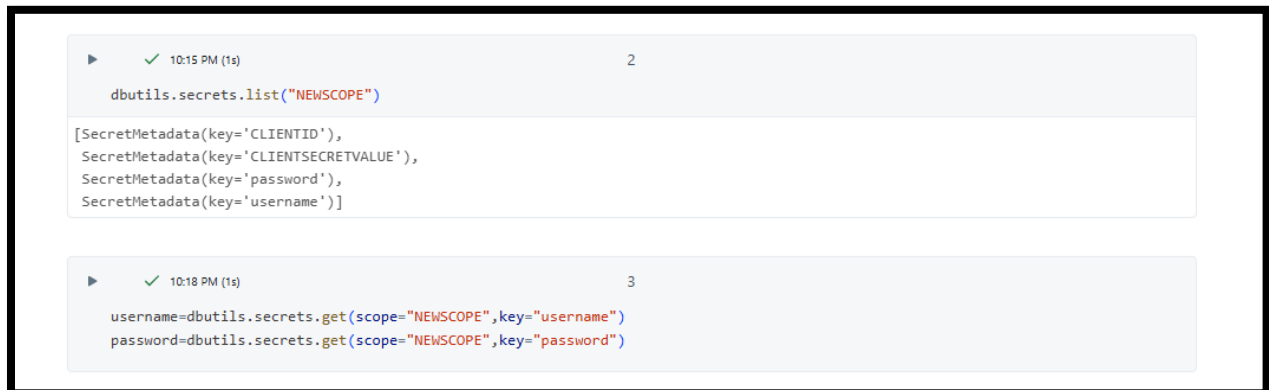 10:15 PM (1s)
2
dbutils.secrets.list("NEWSCOPE")
[SecretMetadata(key='CLIENTID'),
SecretMetadata(key='CLIENTSECRETVALUE'),
SecretMetadata(key='password'),
SecretMetadata(key='username')]
10:18 PM (1s)
3
username=dbutils.secrets.get(scope="NEWSCOPE",key="username")
password=dbutils.secrets.get(scope="NEWSCOPE",key="password")